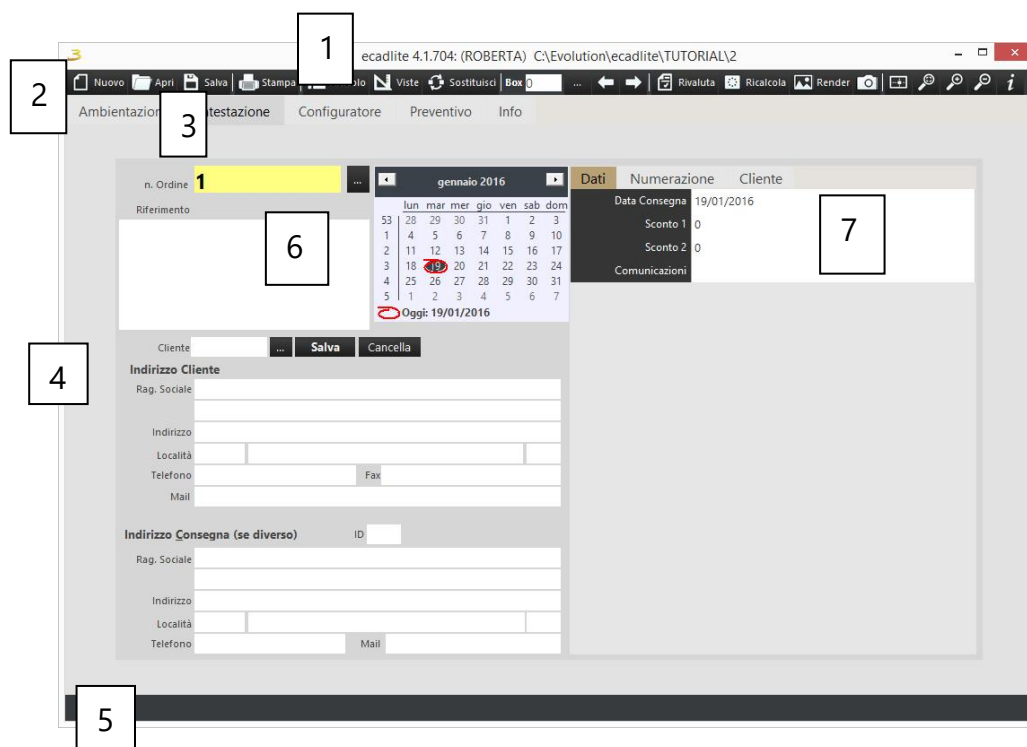 1
ecadlite 4.1.704: (ROBERTA) C:\Evolution\ecadlite\TUTORIAL\2
2
Nuovo Apri Salva Stampa Viste Sostituisci Box 0 ... Rivaluta Ricalcola Render
3
Configuratore Preventivo Info
n. Ordine 1 ...
Riferimento
6
gennaio 2016
lun mar mer gio ven sab dom
53 28 29 30 31 1 2 3
1 4 5 6 7 8 9 10
2 11 12 13 14 15 16 17
3 18 19 20 21 22 23 24
4 25 26 27 28 29 30 31
5 1 2 3 4 5 6 7
Oggi: 19/01/2016
Dati Numerazione Cliente
Data Consegna 19/01/2016
Sconto 1 0
Sconto 2 0
Comunicazioni
7
Cliente ... Salva Cancella
4
Indirizzo Cliente
Rag. Sociale
Indirizzo
Località
Telefono Fax
Mail
Indirizzo Consegna (se diverso) ID
Rag. Sociale
Indirizzo
Località
Telefono Mail
5